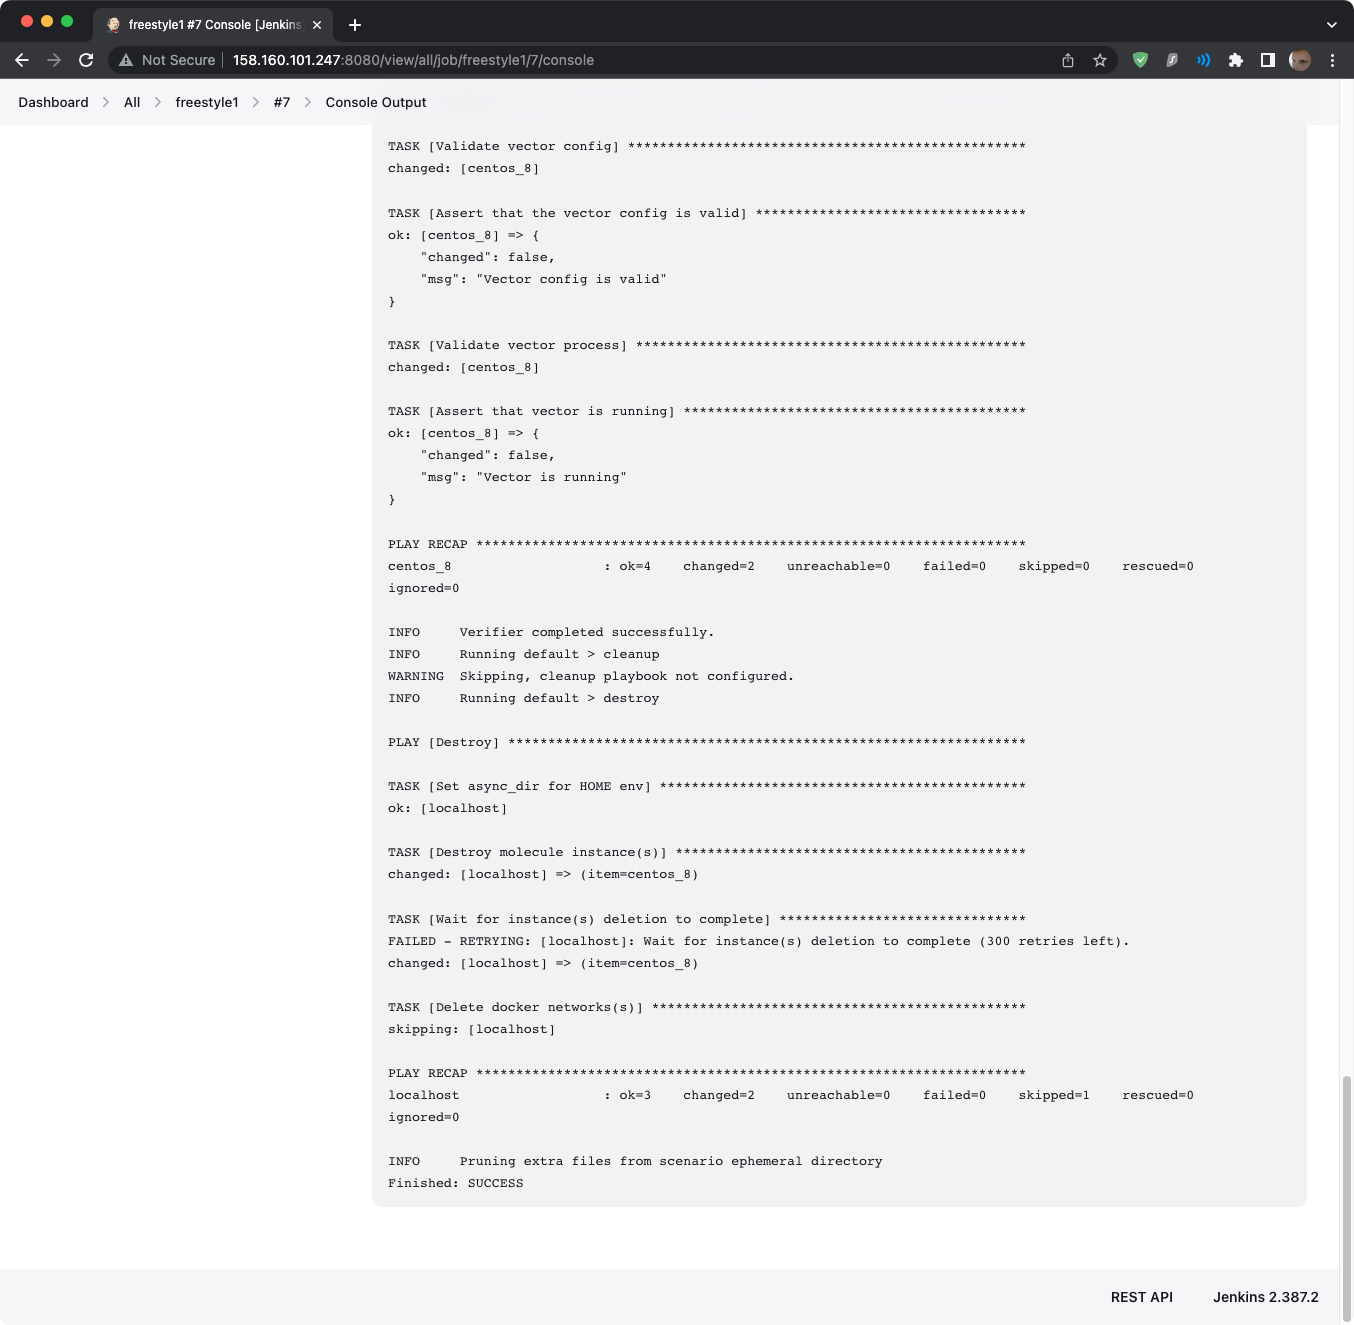 freestyle1 #7 Console [Jenkins]
Not Secure 158.160.101.247:8080/view/all/job/freestyle1/7/console
Dashboard All freestyle1 #7 Console Output
TASK [Validate vector config] **************************************************
changed: [centos_8]
TASK [Assert that the vector config is valid] **********************************
ok: [centos_8] => {
    "changed": false,
    "msg": "Vector config is valid"
}
TASK [Validate vector process] *************************************************
changed: [centos_8]
TASK [Assert that vector is running] *******************************************
ok: [centos_8] => {
    "changed": false,
    "msg": "Vector is running"
}
PLAY RECAP *********************************************************************
centos_8                   : ok=4    changed=2    unreachable=0    failed=0    skipped=0    rescued=0
ignored=0
INFO     Verifier completed successfully.
INFO     Running default > cleanup
WARNING  Skipping, cleanup playbook not configured.
INFO     Running default > destroy
PLAY [Destroy] *****************************************************************
TASK [Set async_dir for HOME env] **********************************************
ok: [localhost]
TASK [Destroy molecule instance(s)] ********************************************
changed: [localhost] => (item=centos_8)
TASK [Wait for instance(s) deletion to complete] *******************************
FAILED - RETRYING: [localhost]: Wait for instance(s) deletion to complete (300 retries left).
changed: [localhost] => (item=centos_8)
TASK [Delete docker networks(s)] ***********************************************
skipping: [localhost]
PLAY RECAP *********************************************************************
localhost                  : ok=3    changed=2    unreachable=0    failed=0    skipped=1    rescued=0
ignored=0
INFO     Pruning extra files from scenario ephemeral directory
Finished: SUCCESS
REST API Jenkins 2.387.2